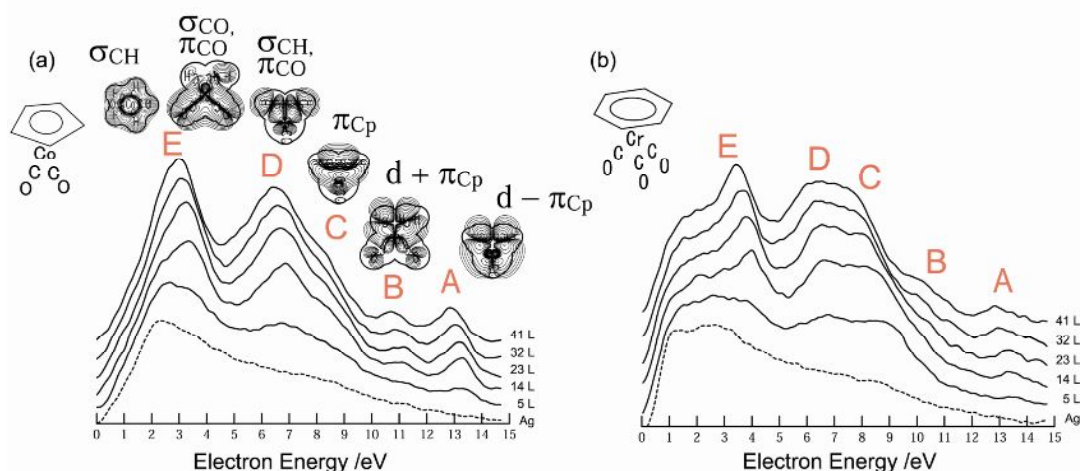 (a)
σCH
σCO,
πCO
σCH,
πCO
πCp
d + πCp
d − πCp
Co
C C
O O
E
D
C
B
A
41 L
32 L
23 L
14 L
5 L
Ag
0 1 2 3 4 5 6 7 8 9 10 11 12 13 14 15
Electron Energy /eV
(b)
Cr
C C C
O C O
O
E
D
C
B
A
41 L
32 L
23 L
14 L
5 L
Ag
0 1 2 3 4 5 6 7 8 9 10 11 12 13 14 15
Electron Energy /eV